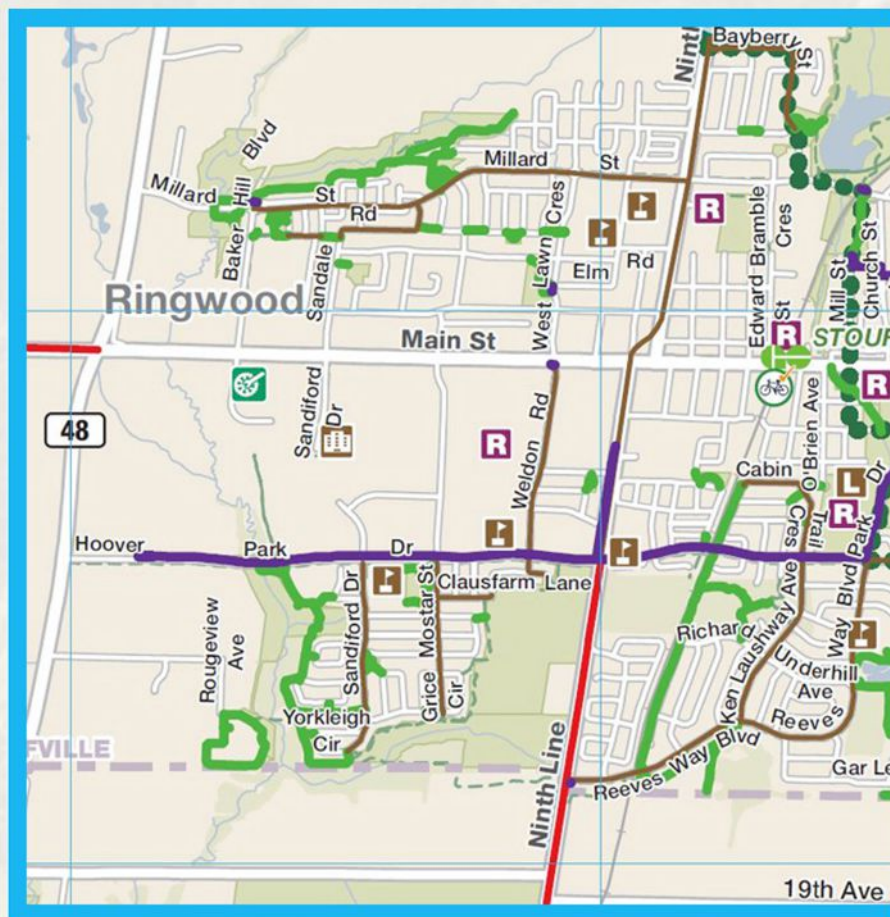 Ninth
Bayberry
St
Blvd
Hill
Baker
Millard
St
Rd
Millard
St
Cres
Lawn
West
Elm
Rd
R
Edward Bramble
St
Cres
Mill St
Church St
Sandale
Ringwood
Main St
R
STOUF
R
48
Sandiford
Dr
R
Weldon Rd
O'Brien Ave
Cabin
Trail
Cres
L
R
Dr
Park
Hoover
Park
Dr
Clausfarm Lane
Sandiford Dr
Mostar St
Grice
Cir
Rougeview
Ave
Yorkleigh
Cir
Richard
Ken Laushway Ave
Way Blvd
Underhill
Ave
Reeves
Reeves Way Blvd
Gar Le
FFVILLE
Ninth Line
19th Ave